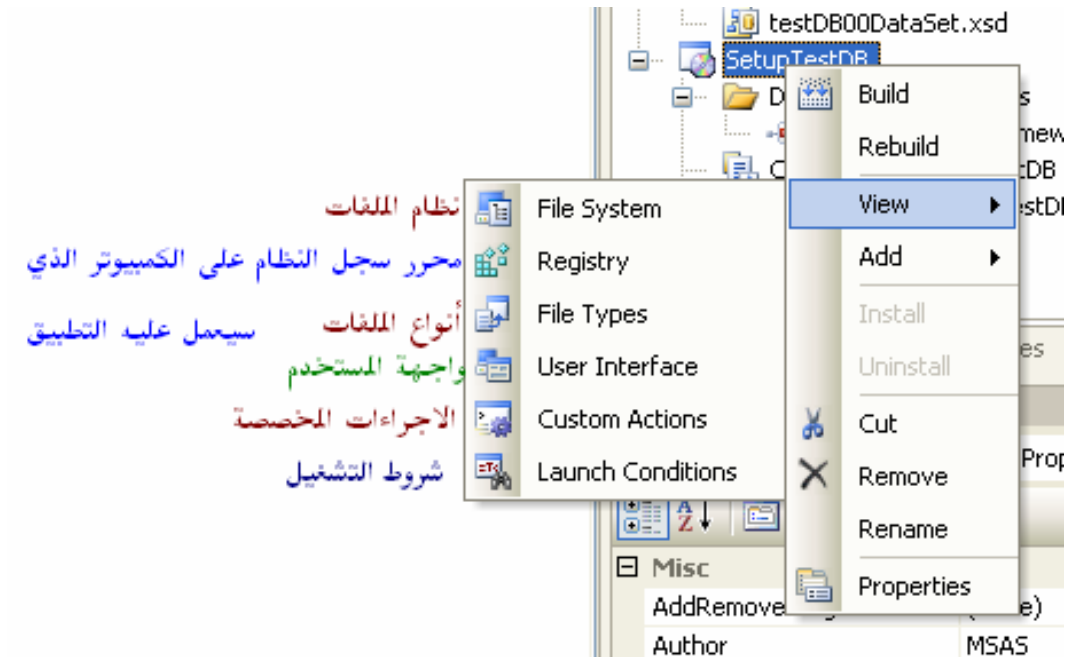 testDB00DataSet.xsd
SetupTestDB
Build
Rebuild
View
Add
Install
Uninstall
Cut
Remove
Rename
Properties
File System
نظام الملفات
Registry
محرر سجل النظام على الكمبيوتر الذي
سيعمل عليه التطبيق
File Types
أنواع الملفات
User Interface
واجهة المستخدم
Custom Actions
الاجراءات المخصصة
Launch Conditions
شروط التشغيل
Misc
Author
MSAS